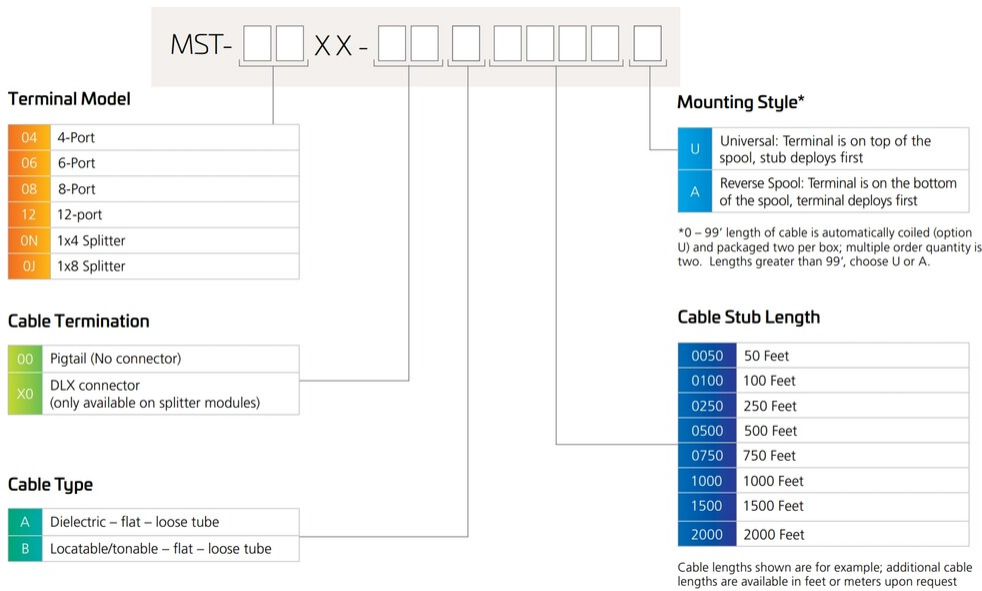 MST- XX-
Terminal Model
04 4-Port
06 6-Port
08 8-Port
12 12-port
0N 1x4 Splitter
0J 1x8 Splitter
Cable Termination
00 Pigtail (No connector)
X0 DLX connector
(only available on splitter modules)
Cable Type
A Dielectric – flat – loose tube
B Locatable/tonable – flat – loose tube
Mounting Style*
U Universal: Terminal is on top of the
spool, stub deploys first
A Reverse Spool: Terminal is on the bottom
of the spool, terminal deploys first
*0 – 99’ length of cable is automatically coiled (option
U) and packaged two per box; multiple order quantity is
two. Lengths greater than 99’, choose U or A.
Cable Stub Length
0050 50 Feet
0100 100 Feet
0250 250 Feet
0500 500 Feet
0750 750 Feet
1000 1000 Feet
1500 1500 Feet
2000 2000 Feet
Cable lengths shown are for example; additional cable
lengths are available in feet or meters upon request